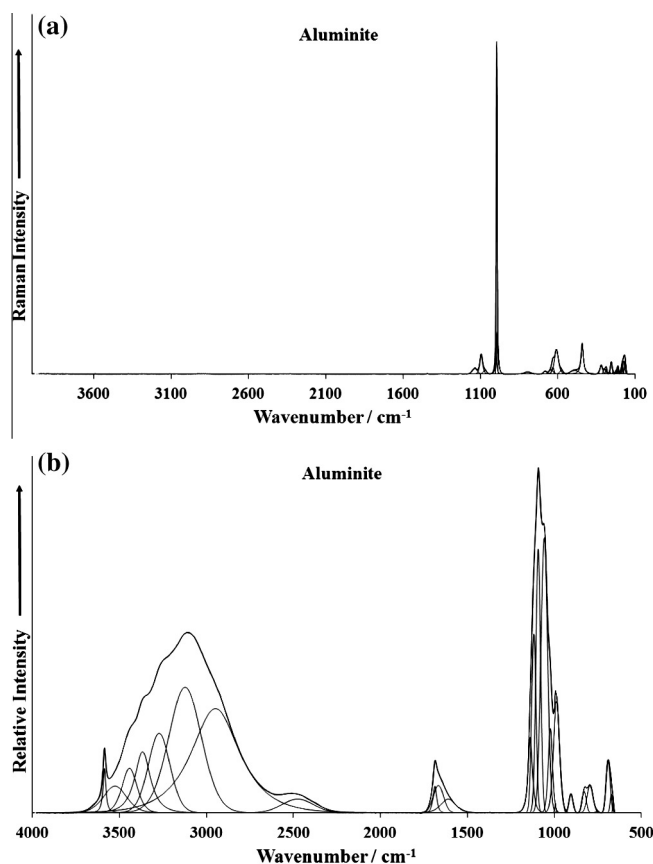 (a)
Aluminite
Raman Intensity
3600 3100 2600 2100 1600 1100 600 100
Wavenumber / cm-1
(b)
Aluminite
Relative Intensity
4000 3500 3000 2500 2000 1500 1000 500
Wavenumber / cm-1